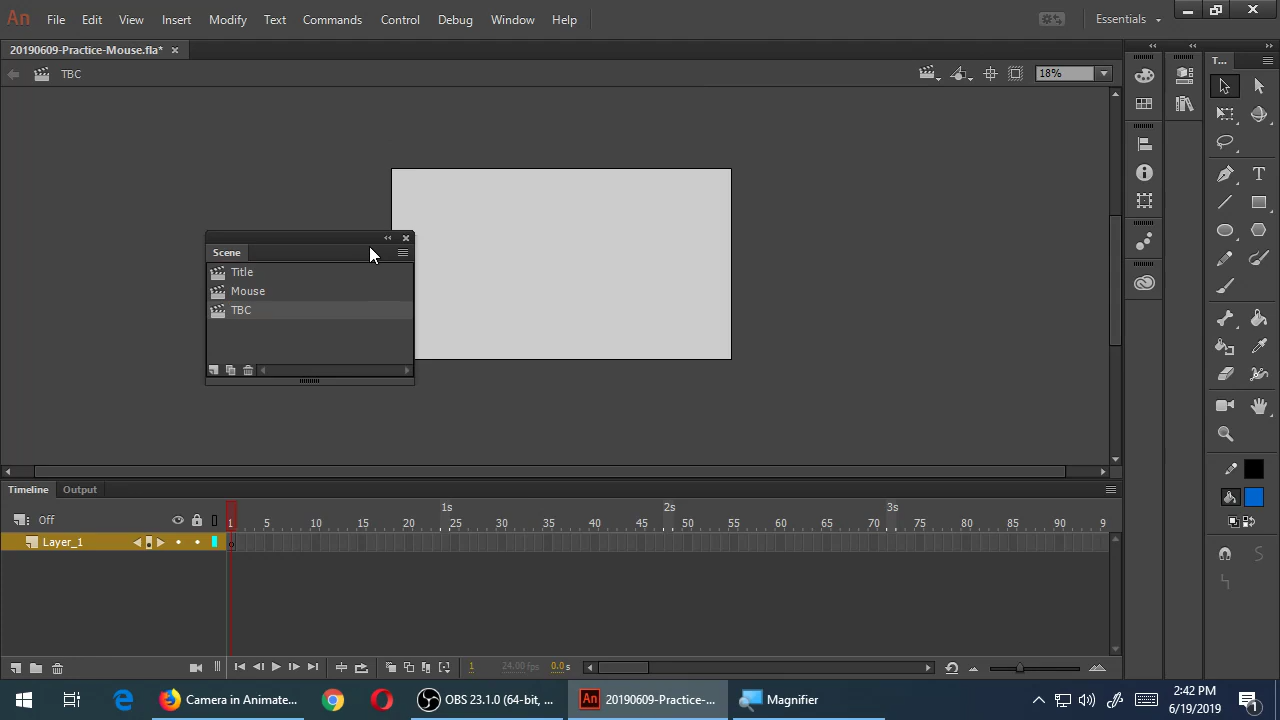 An File Edit View Insert Modify Text Commands Control Debug Window Help Essentials
20190609-Practice-Mouse.fla*
TBC 18%
T...
Scene
Title
Mouse
TBC
Timeline Output
1s 2s 3s
Off 1 5 10 15 20 25 30 35 40 45 50 55 60 65 70 75 80 85 90 9
Layer_1
1 24.00 fps 0.0 s
Camera in Animate... OBS 23.1.0 (64-bit, ... An 20190609-Practice-... Magnifier
2:42 PM
6/19/2019
1